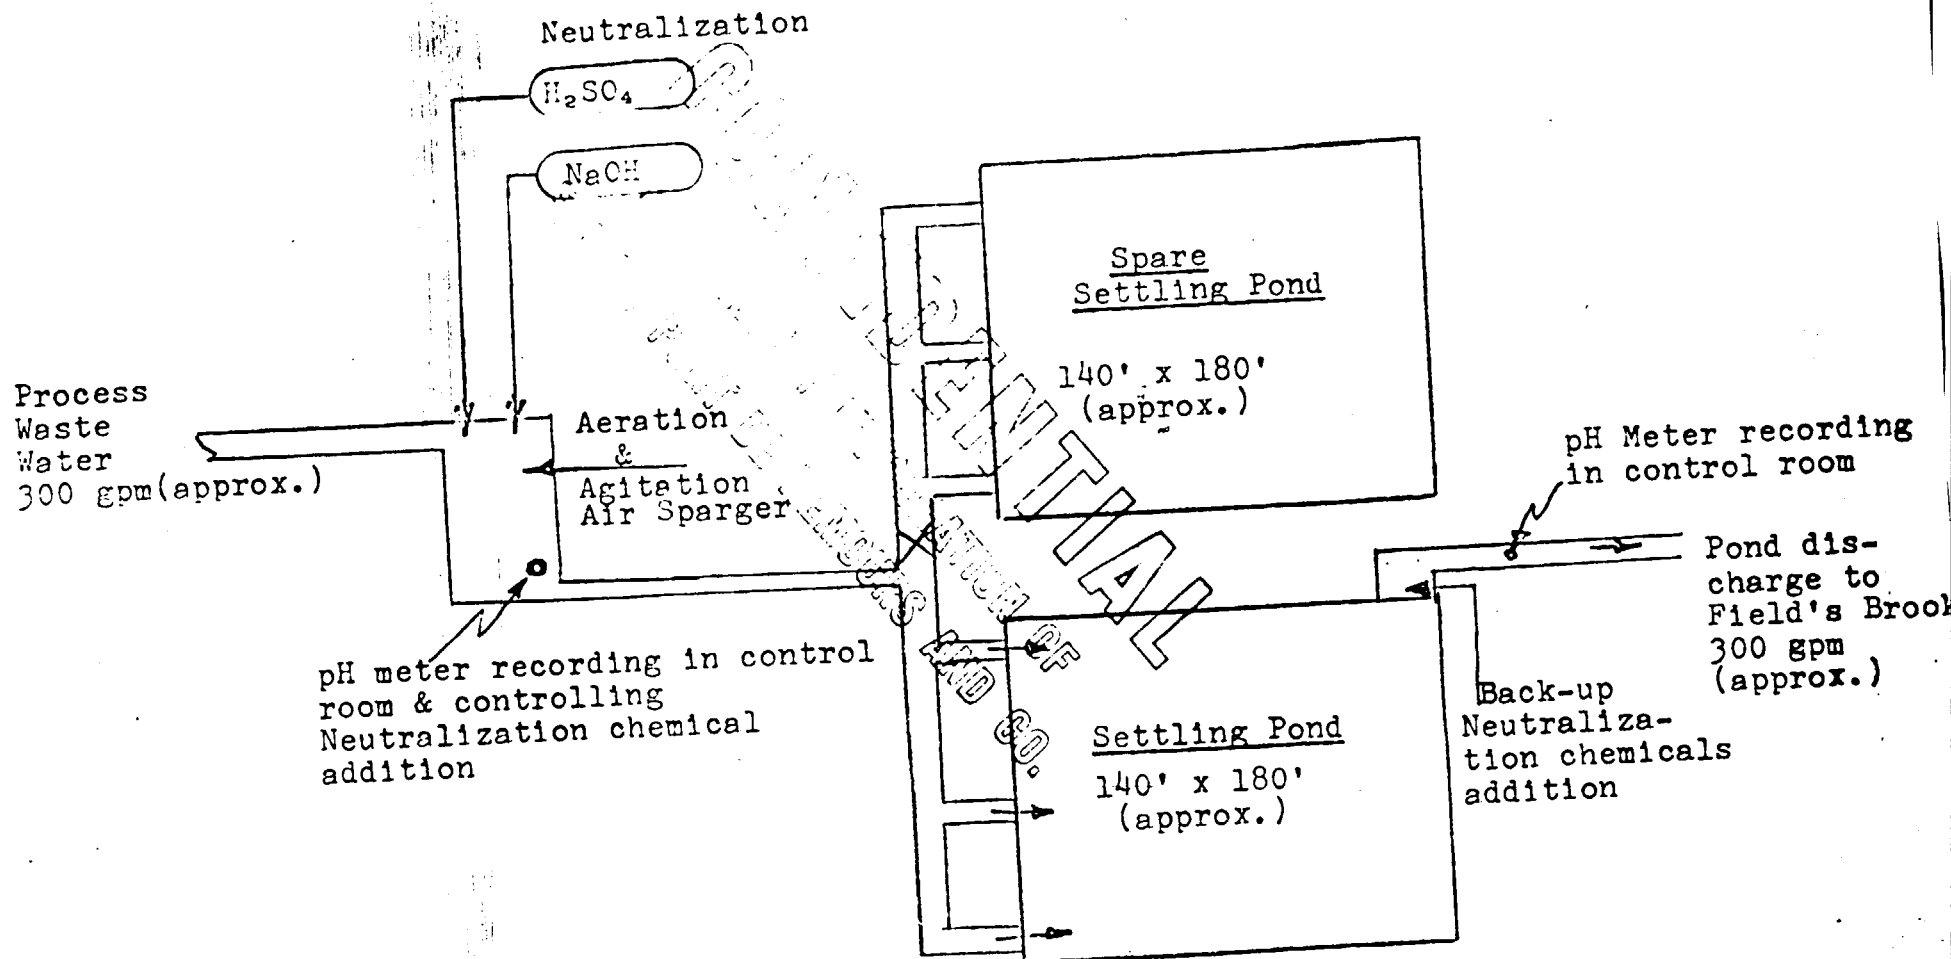 Neutralization
H₂SO₄
NaOH
Process
Waste
Water
300 gpm(approx.)
Aeration
&
Agitation
Air Sparger
pH meter recording in control
room & controlling
Neutralization chemical
addition
Spare
Settling Pond
140' x 180'
(approx.)
Settling Pond
140' x 180'
(approx.)
pH Meter recording
in control room
Pond dis-
charge to
Field's Brook
300 gpm
(approx.)
Back-up
Neutraliza-
tion chemicals
addition
AND CO.
OF